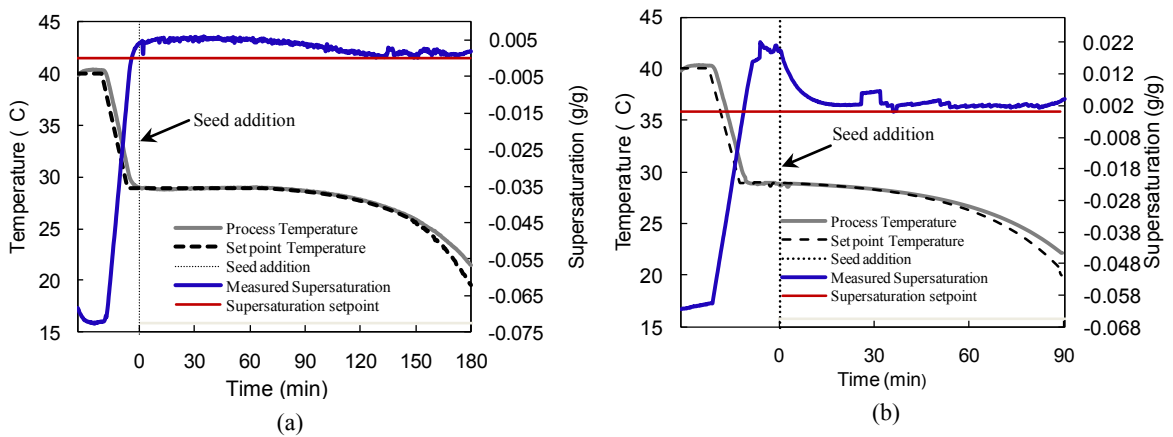 45
40
35
30
25
20
15
Temperature ( C)
Seed addition
Process Temperature
Set point Temperature
Seed addition
Measured Supersaturation
Supersaturation setpoint
0.005
-0.005
-0.015
-0.025
-0.035
-0.045
-0.055
-0.065
-0.075
Supersaturation (g/g)
0 30 60 90 120 150 180
Time (min)
(a)
45
40
35
30
25
20
15
Temperature ( C)
Seed addition
Process Temperature
Set point Temperature
Seed addition
Measured Supersaturation
Supersaturation setpoint
0.022
0.012
0.002
-0.008
-0.018
-0.028
-0.038
-0.048
-0.058
-0.068
Supersaturation (g/g)
0 30 60 90
Time (min)
(b)